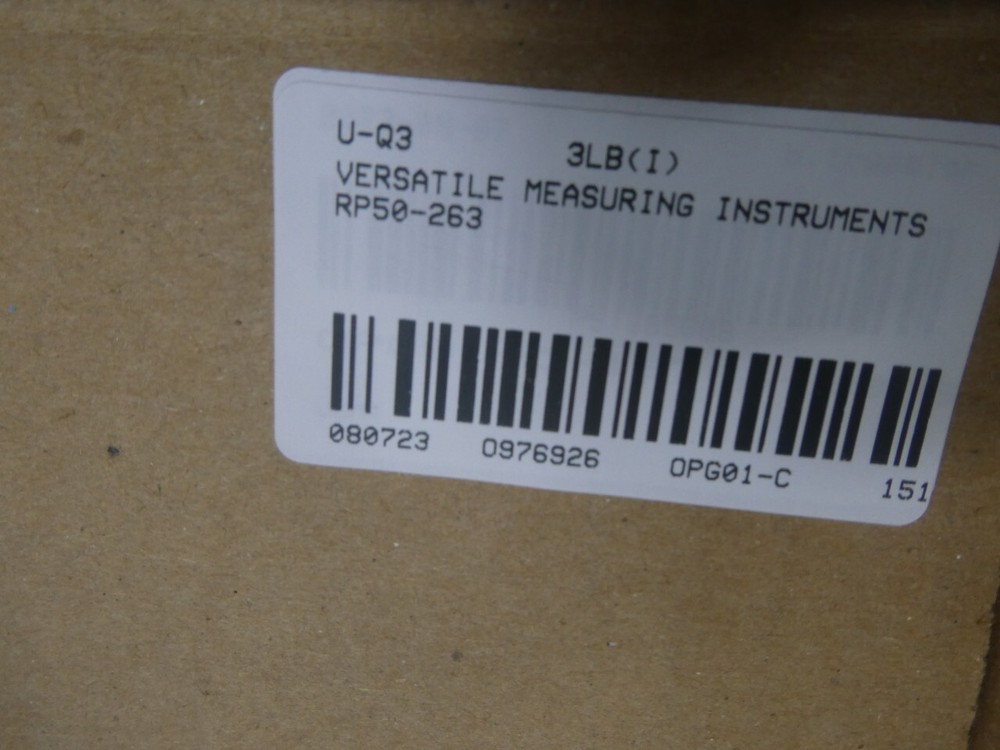 U-Q3 3LB(I)
VERSATILE MEASURING INSTRUMENTS
RP50-263
080723 0976926 OPG01-C 151